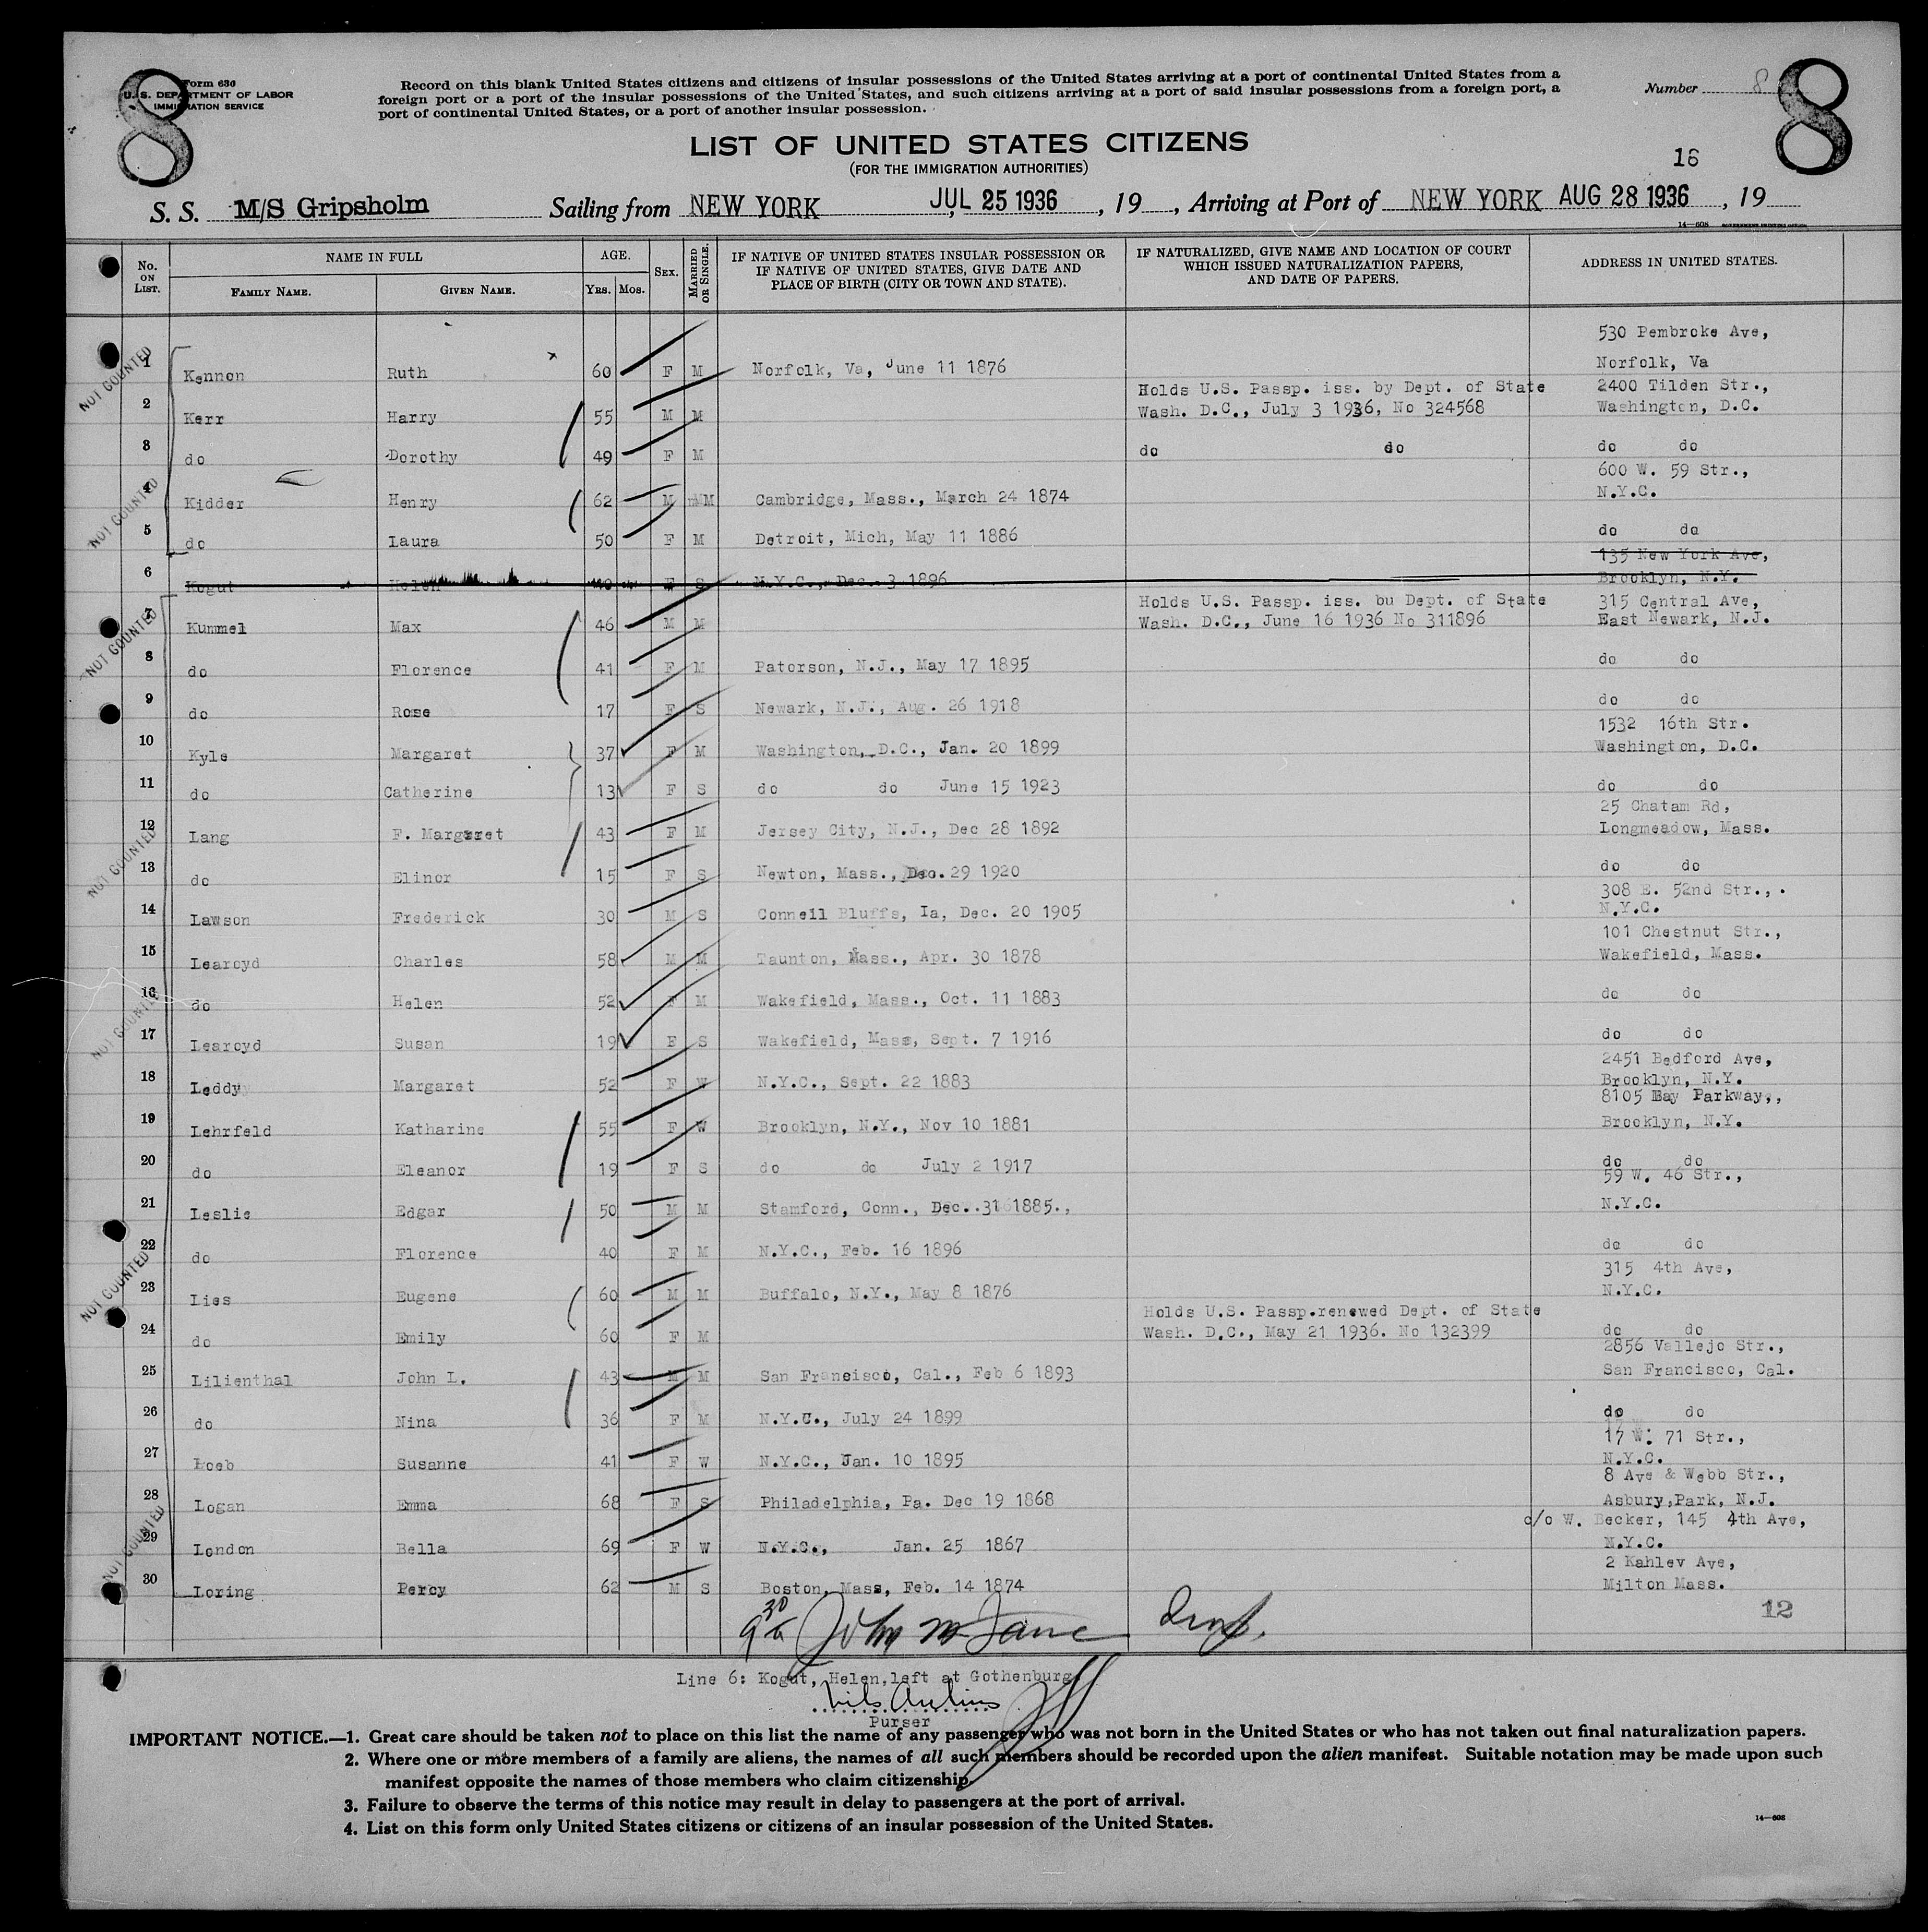 8
8
Form 630
U. S. DEPARTMENT OF LABOR
IMMIGRATION SERVICE
Record on this blank United States citizens and citizens of insular possessions of the United States arriving at a port of continental United States from a
foreign port or a port of the insular possessions of the United States, and such citizens arriving at a port of said insular possessions from a foreign port, a
port of continental United States, or a port of another insular possession.
Number 8
LIST OF UNITED STATES CITIZENS
(FOR THE IMMIGRATION AUTHORITIES)
16
S. S. M/S Gripsholm Sailing from NEW YORK JUL 25 1936, 19 , Arriving at Port of NEW YORK AUG 28 1936, 19
14—608
No. ON LIST. NAME IN FULL AGE. SEX. MARRIED OR SINGLE. IF NATIVE OF UNITED STATES INSULAR POSSESSION OR IF NATIVE OF UNITED STATES, GIVE DATE AND PLACE OF BIRTH (CITY OR TOWN AND STATE). IF NATURALIZED, GIVE NAME AND LOCATION OF COURT WHICH ISSUED NATURALIZATION PAPERS, AND DATE OF PAPERS. ADDRESS IN UNITED STATES.
FAMILY NAME. GIVEN NAME. YRS. MOS.
NOT COUNTED
530 Pembroke Ave,
1 Kennon Ruth 60 F M Norfolk, Va, June 11 1876 Norfolk, Va
Holds U.S. Passp. iss. by Dept. of State 2400 Tilden Str.,
2 Kerr Harry 55 M M Wash. D.C., July 3 1936, No 324568 Washington, D.C.
3 do Dorothy 49 F M do do do do
600 W. 59 Str.,
NOT COUNTED
4 Kidder Henry 62 M M Cambridge, Mass., March 24 1874 N.Y.C.
5 do Laura 50 F M Detroit, Mich, May 11 1886 do do
135 New York Ave,
6 Kogut Helen 40 F S N.Y.C., Dec. 3 1896 Brooklyn, N.Y.
Holds U.S. Passp. iss. bu Dept. of State 315 Central Ave,
NOT COUNTED
7 Kummel Max 46 M M Wash. D.C., June 16 1936 No 311896 East Newark, N.J.
8 do Florence 41 F M Paterson, N.J., May 17 1895 do do
9 do Rose 17 F S Newark, N.J., Aug. 26 1918 do do
1532 16th Str.
10 Kyle Margaret 37 F M Washington, D.C., Jan. 20 1899 Washington, D.C.
11 do Catherine 13 F S do do June 15 1923 do do
25 Chatam Rd,
12 Lang F. Margaret 43 F M Jersey City, N.J., Dec 28 1892 Longmeadow, Mass.
NOT COUNTED
13 do Elinor 15 F S Newton, Mass., Dec. 29 1920 do do
308 E. 52nd Str.,
14 Lawson Frederick 30 M S Conneil Bluffs, Ia, Dec. 20 1905 N.Y.C.
101 Chestnut Str.,
15 Learoyd Charles 58 M M Taunton, Mass., Apr. 30 1878 Wakefield, Mass.
16 do Helen 52 F M Wakefield, Mass., Oct. 11 1883 do do
NOT COUNTED
17 Learoyd Susan 19 F S Wakefield, Mass, Sept. 7 1916 do do
2451 Bedford Ave,
18 Leddy Margaret 52 F W N.Y.C., Sept. 22 1883 Brooklyn, N.Y.
8105 Bay Parkway,,
19 Lehrfeld Katharine 55 F W Brooklyn, N.Y., Nov 10 1881 Brooklyn, N.Y.
20 do Eleanor 19 F S do do July 2 1917 do do
59 W. 46 Str.,
21 Leslie Edgar 50 M M Stamford, Conn., Dec. 31 1885., N.Y.C.
22 do Florence 40 F M N.Y.C., Feb. 16 1896 do do
NOT COUNTED
315 4th Ave,
23 Lies Eugene 60 M M Buffalo, N.Y., May 8 1876 N.Y.C.
Holds U.S. Passp.renewed Dept. of State
24 do Emily 60 F M Wash. D.C., May 21 1936. No 132399 do do
2856 Vallejo Str.,
25 Lilienthal John L. 43 M M San Francisco, Cal., Feb 6 1893 San Francisco, Cal.
26 do Nina 36 F M N.Y.C., July 24 1899 do do
17 W. 71 Str.,
27 Loeb Susanne 41 F W N.Y.C., Jan. 10 1895 N.Y.C.
8 Ave & Webb Str.,
28 Logan Emma 68 F S Philadelphia, Pa. Dec 19 1868 Asbury,Park, N.J.
c/o W. Becker, 145 4th Ave,
NOT COUNTED
29 London Bella 69 F W N.Y.C., Jan. 25 1867 N.Y.C.
2 Kahlev Ave,
30 Loring Percy 62 M S Boston, Mass, Feb. 14 1874 Milton Mass.
12
9 30 a John M
Line 6: Kogut, Helen,left at Gothenburg
Purser
IMPORTANT NOTICE.—1. Great care should be taken not to place on this list the name of any passenger who was not born in the United States or who has not taken out final naturalization papers.
2. Where one or more members of a family are aliens, the names of all such members should be recorded upon the alien manifest. Suitable notation may be made upon such
manifest opposite the names of those members who claim citizenship.
3. Failure to observe the terms of this notice may result in delay to passengers at the port of arrival.
4. List on this form only United States citizens or citizens of an insular possession of the United States.
14—608